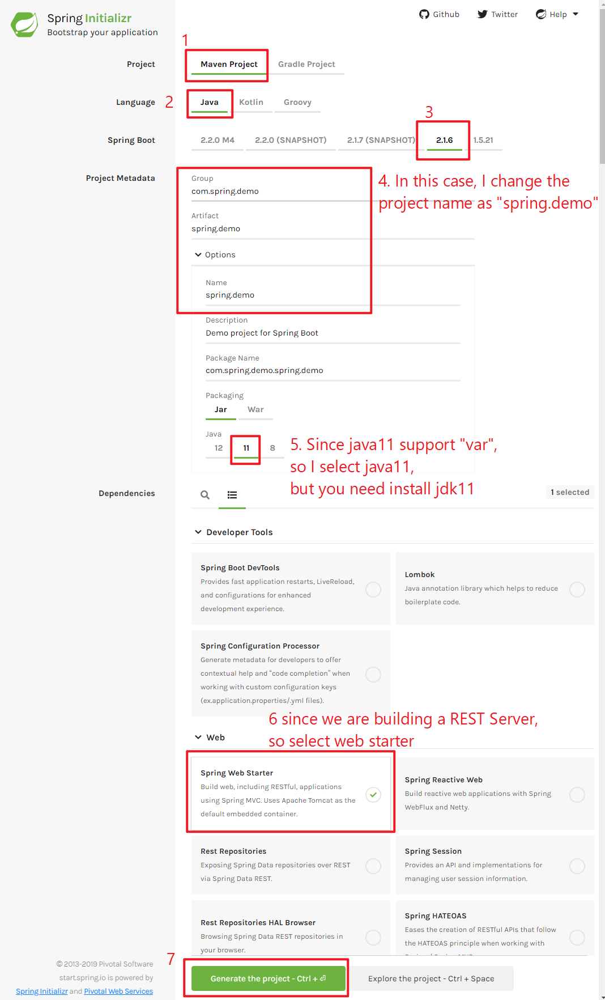 Spring Initializr
Bootstrap your application
Github
Twitter
Help
1
Project
Maven Project
Gradle Project
Language
2
Java
Kotlin
Groovy
3
Spring Boot
2.2.0 M4
2.2.0 (SNAPSHOT)
2.1.7 (SNAPSHOT)
2.1.6
1.5.21
Project Metadata
Group
com.spring.demo
4. In this case, I change the
project name as "spring.demo"
Artifact
spring.demo
Options
Name
spring.demo
Description
Demo project for Spring Boot
Package Name
com.spring.demo.spring.demo
Packaging
Jar
War
Java
12
11
8
5. Since java11 support "var",
so I select java11,
but you need install jdk11
Dependencies
1 selected
Developer Tools
Spring Boot DevTools
Provides fast application restarts, LiveReload,
and configurations for enhanced
development experience.
Lombok
Java annotation library which helps to reduce
boilerplate code.
Spring Configuration Processor
Generate metadata for developers to offer
contextual help and “code completion” when
working with custom configuration keys
(ex.application.properties/.yml files).
6 since we are building a REST Server,
so select web starter
Web
Spring Web Starter
Build web, including RESTful, applications
using Spring MVC. Uses Apache Tomcat as the
default embedded container.
Spring Reactive Web
Build reactive web applications with Spring
WebFlux and Netty.
Rest Repositories
Exposing Spring Data repositories over REST
via Spring Data REST.
Spring Session
Provides an API and implementations for
managing user session information.
Rest Repositories HAL Browser
Browsing Spring Data REST repositories in
your browser.
Spring HATEOAS
Eases the creation of RESTful APIs that follow
the HATEOAS principle when working with
7
© 2013-2019 Pivotal Software
start.spring.io is powered by
Spring Initializr and Pivotal Web Services
Generate the project - Ctrl + ⏎
Explore the project - Ctrl + Space